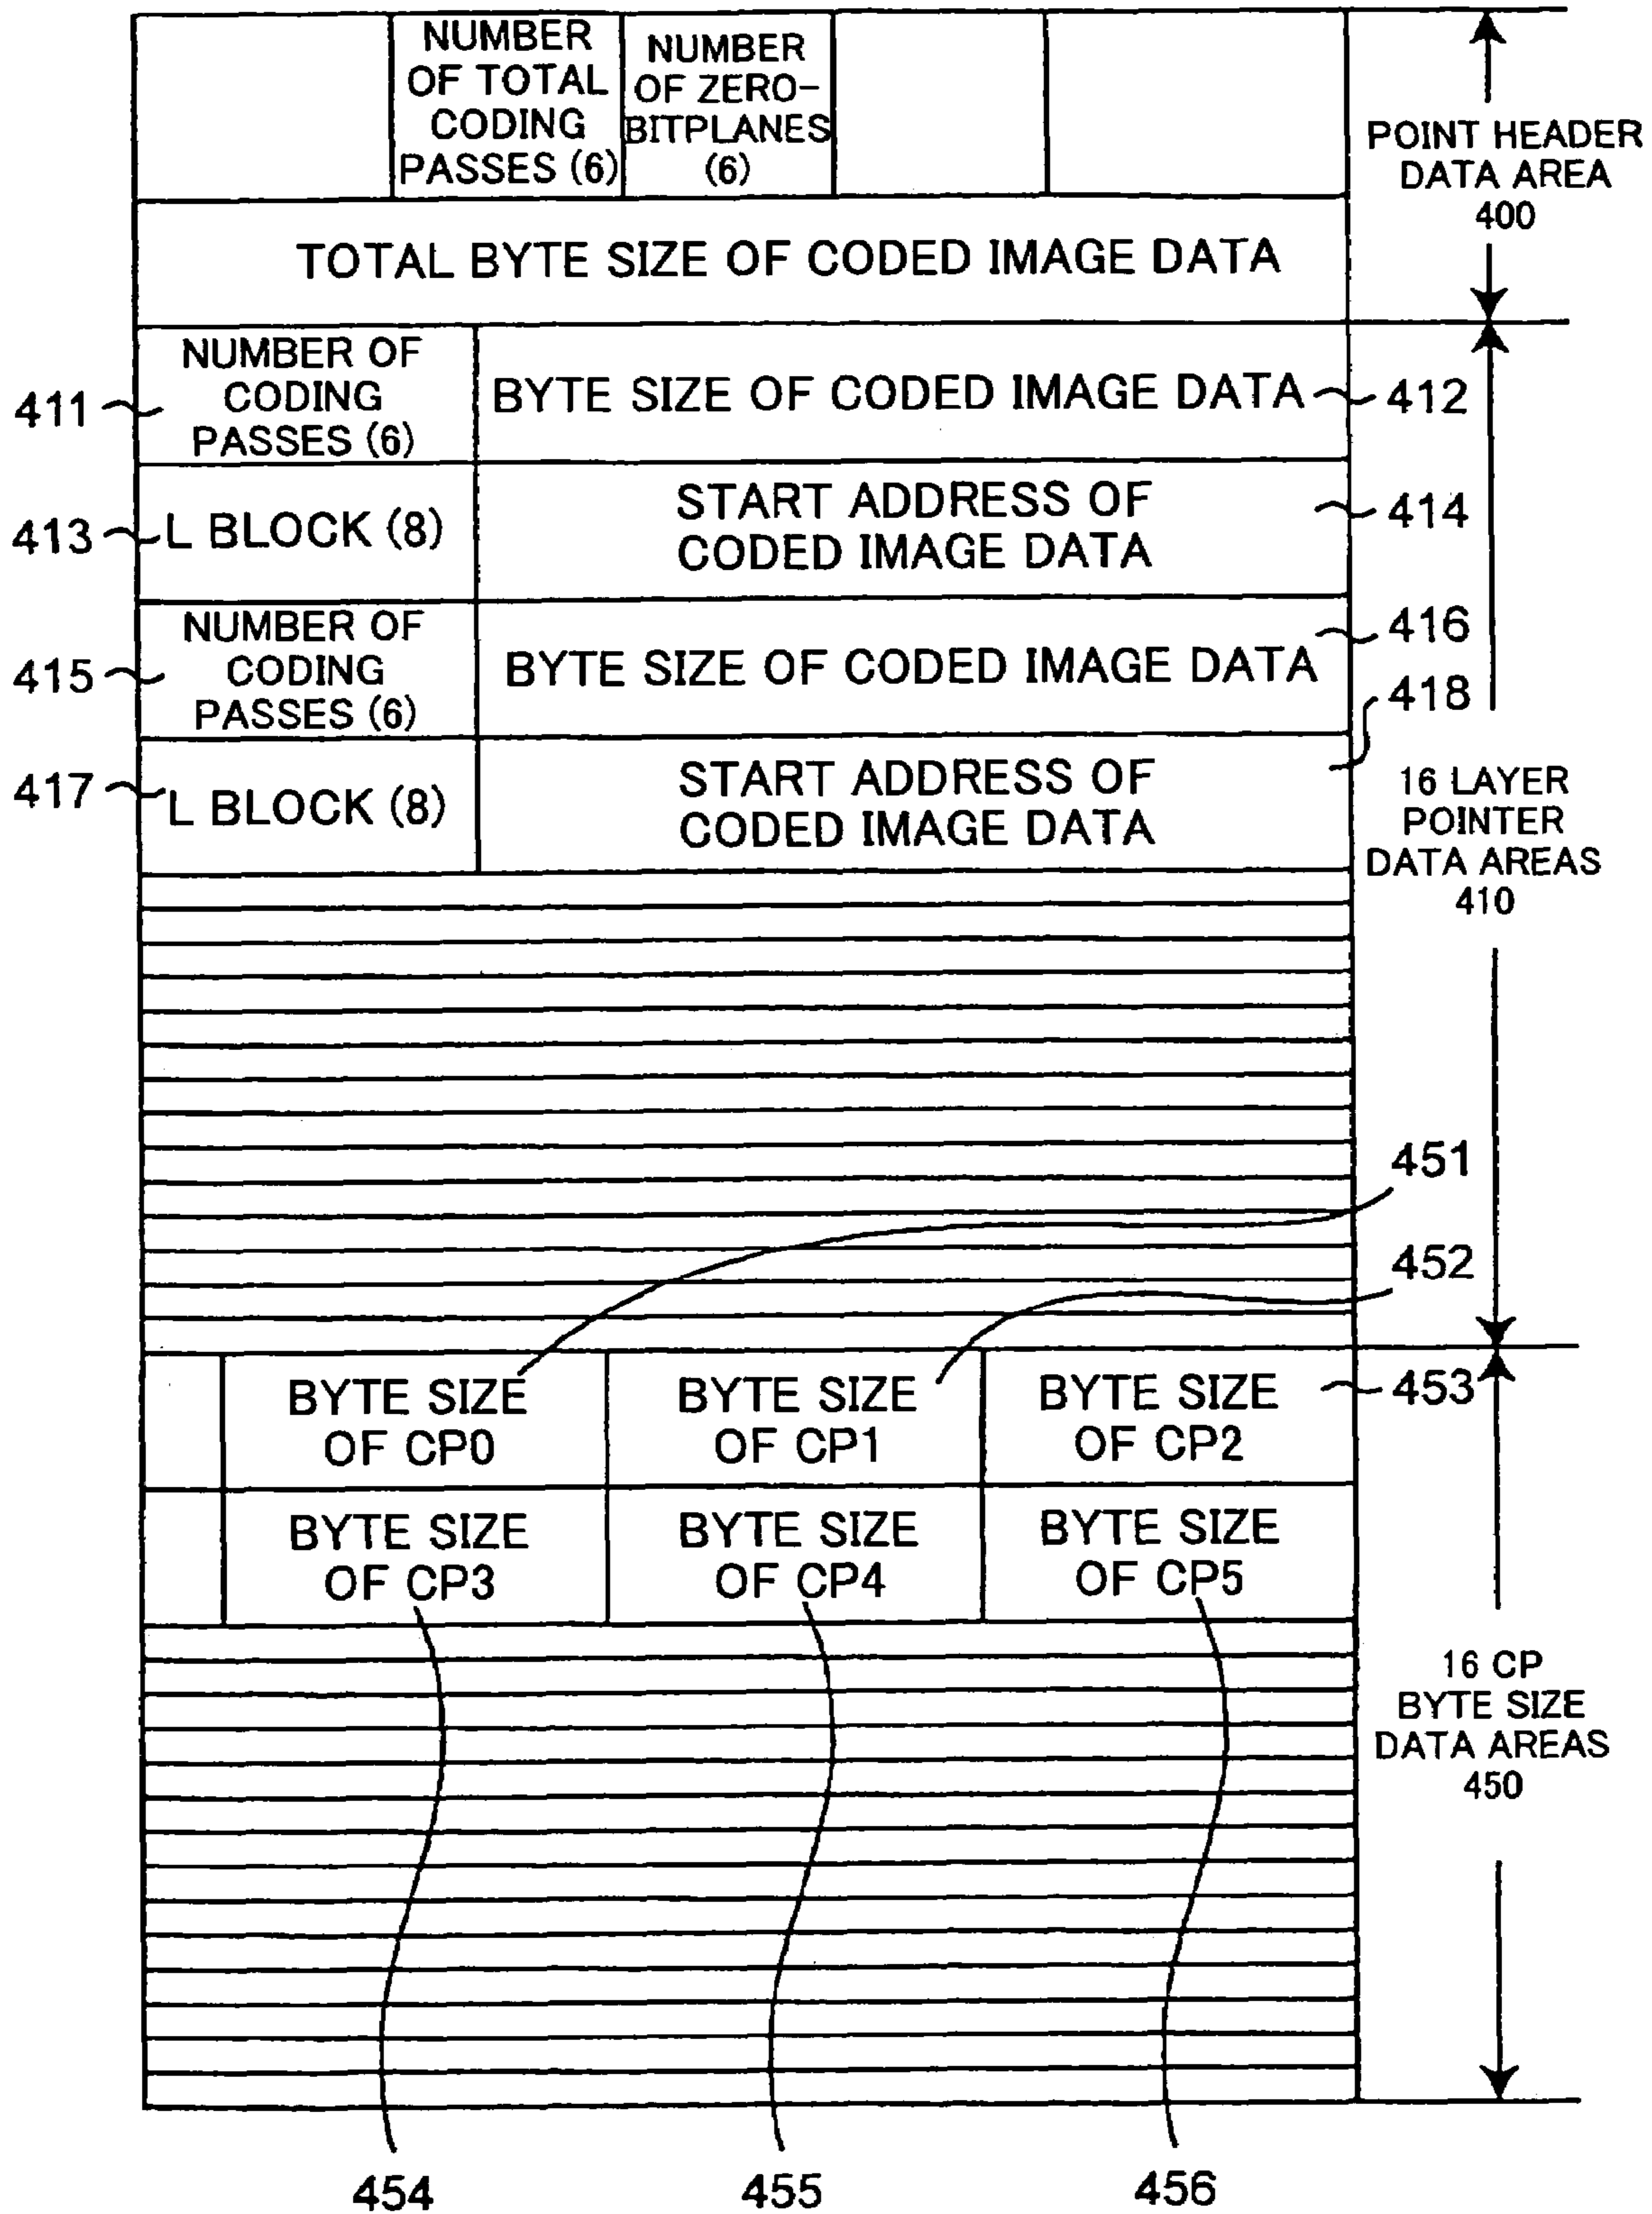 NUMBER
OF TOTAL
CODING
PASSES (6)
NUMBER
OF ZERO-
BITPLANES
(6)
POINT HEADER
DATA AREA
400
TOTAL BYTE SIZE OF CODED IMAGE DATA
411
NUMBER OF
CODING
PASSES (6)
BYTE SIZE OF CODED IMAGE DATA
412
413
L BLOCK (8)
START ADDRESS OF
CODED IMAGE DATA
414
415
NUMBER OF
CODING
PASSES (6)
BYTE SIZE OF CODED IMAGE DATA
416
417
L BLOCK (8)
START ADDRESS OF
CODED IMAGE DATA
418
16 LAYER
POINTER
DATA AREAS
410
451
452
BYTE SIZE
OF CP0
BYTE SIZE
OF CP1
BYTE SIZE
OF CP2
453
BYTE SIZE
OF CP3
BYTE SIZE
OF CP4
BYTE SIZE
OF CP5
16 CP
BYTE SIZE
DATA AREAS
450
454
455
456